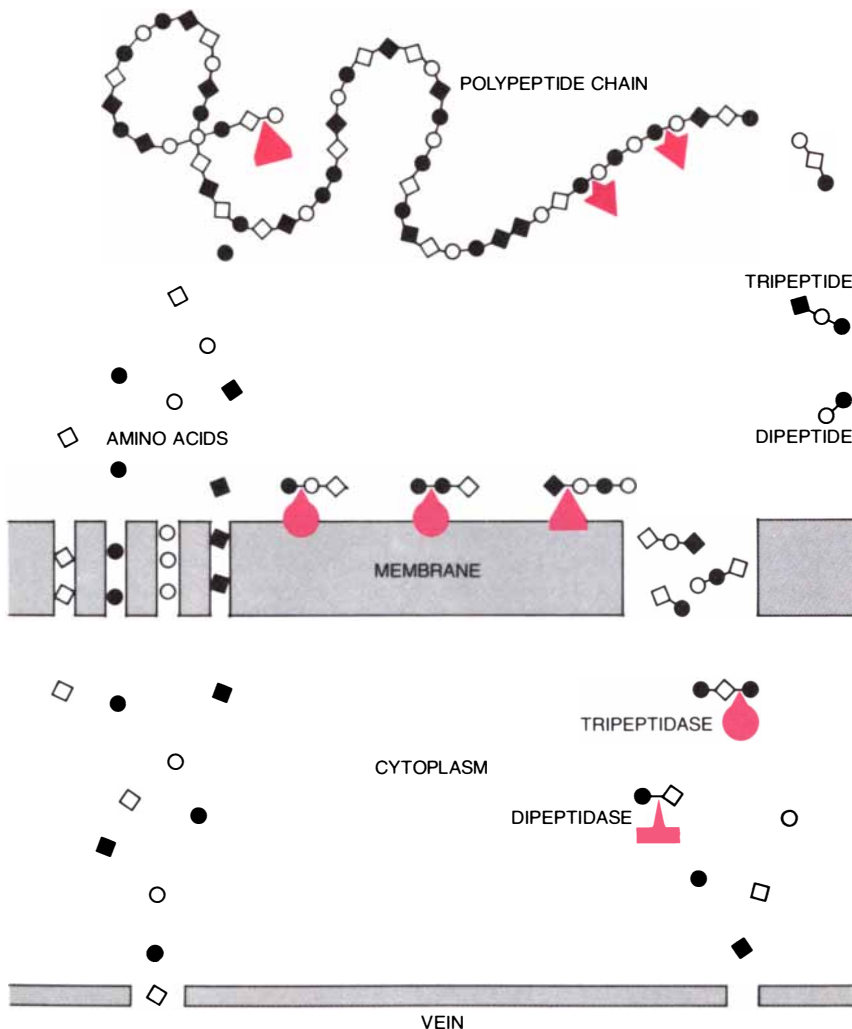 POLYPEPTIDE CHAIN
TRIPEPTIDE
AMINO ACIDS
DIPEPTIDE
MEMBRANE
TRIPEPTIDASE
CYTOPLASM
DIPEPTIDASE
VEIN